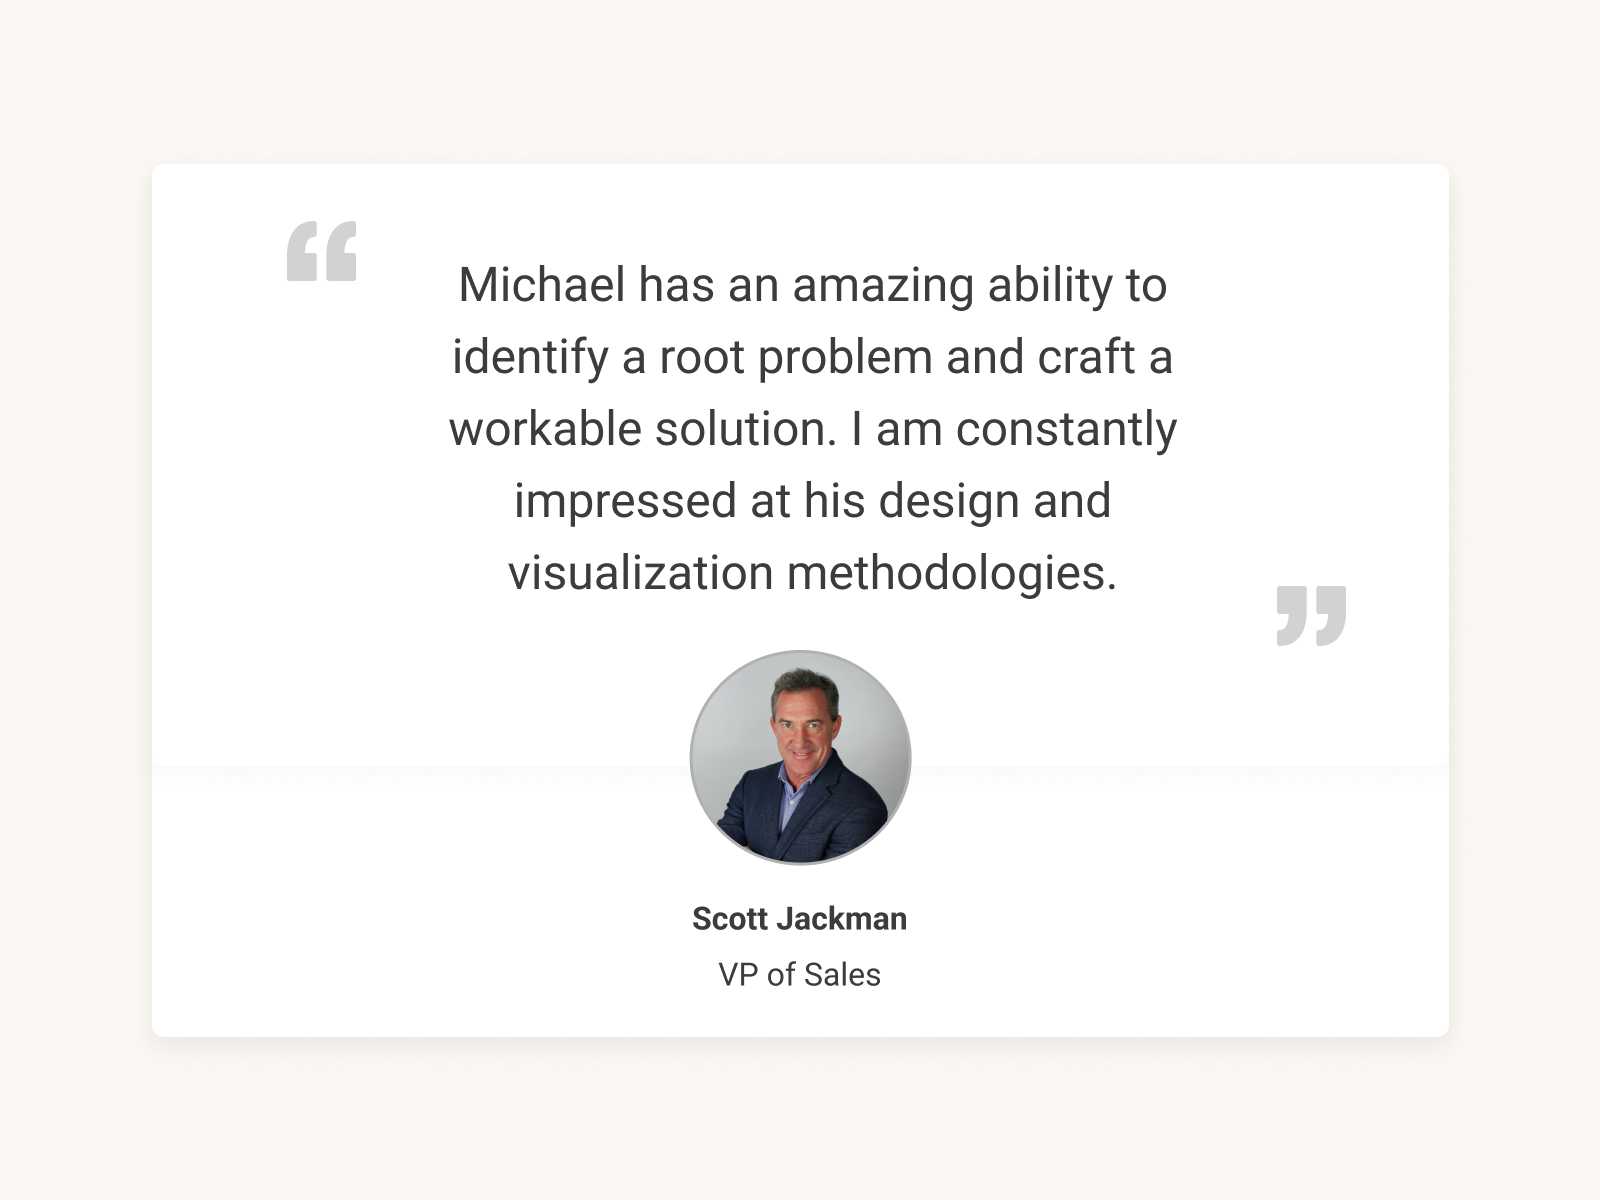 “
Michael has an amazing ability to
identify a root problem and craft a
workable solution. I am constantly
impressed at his design and
visualization methodologies.
”
Scott Jackman
VP of Sales